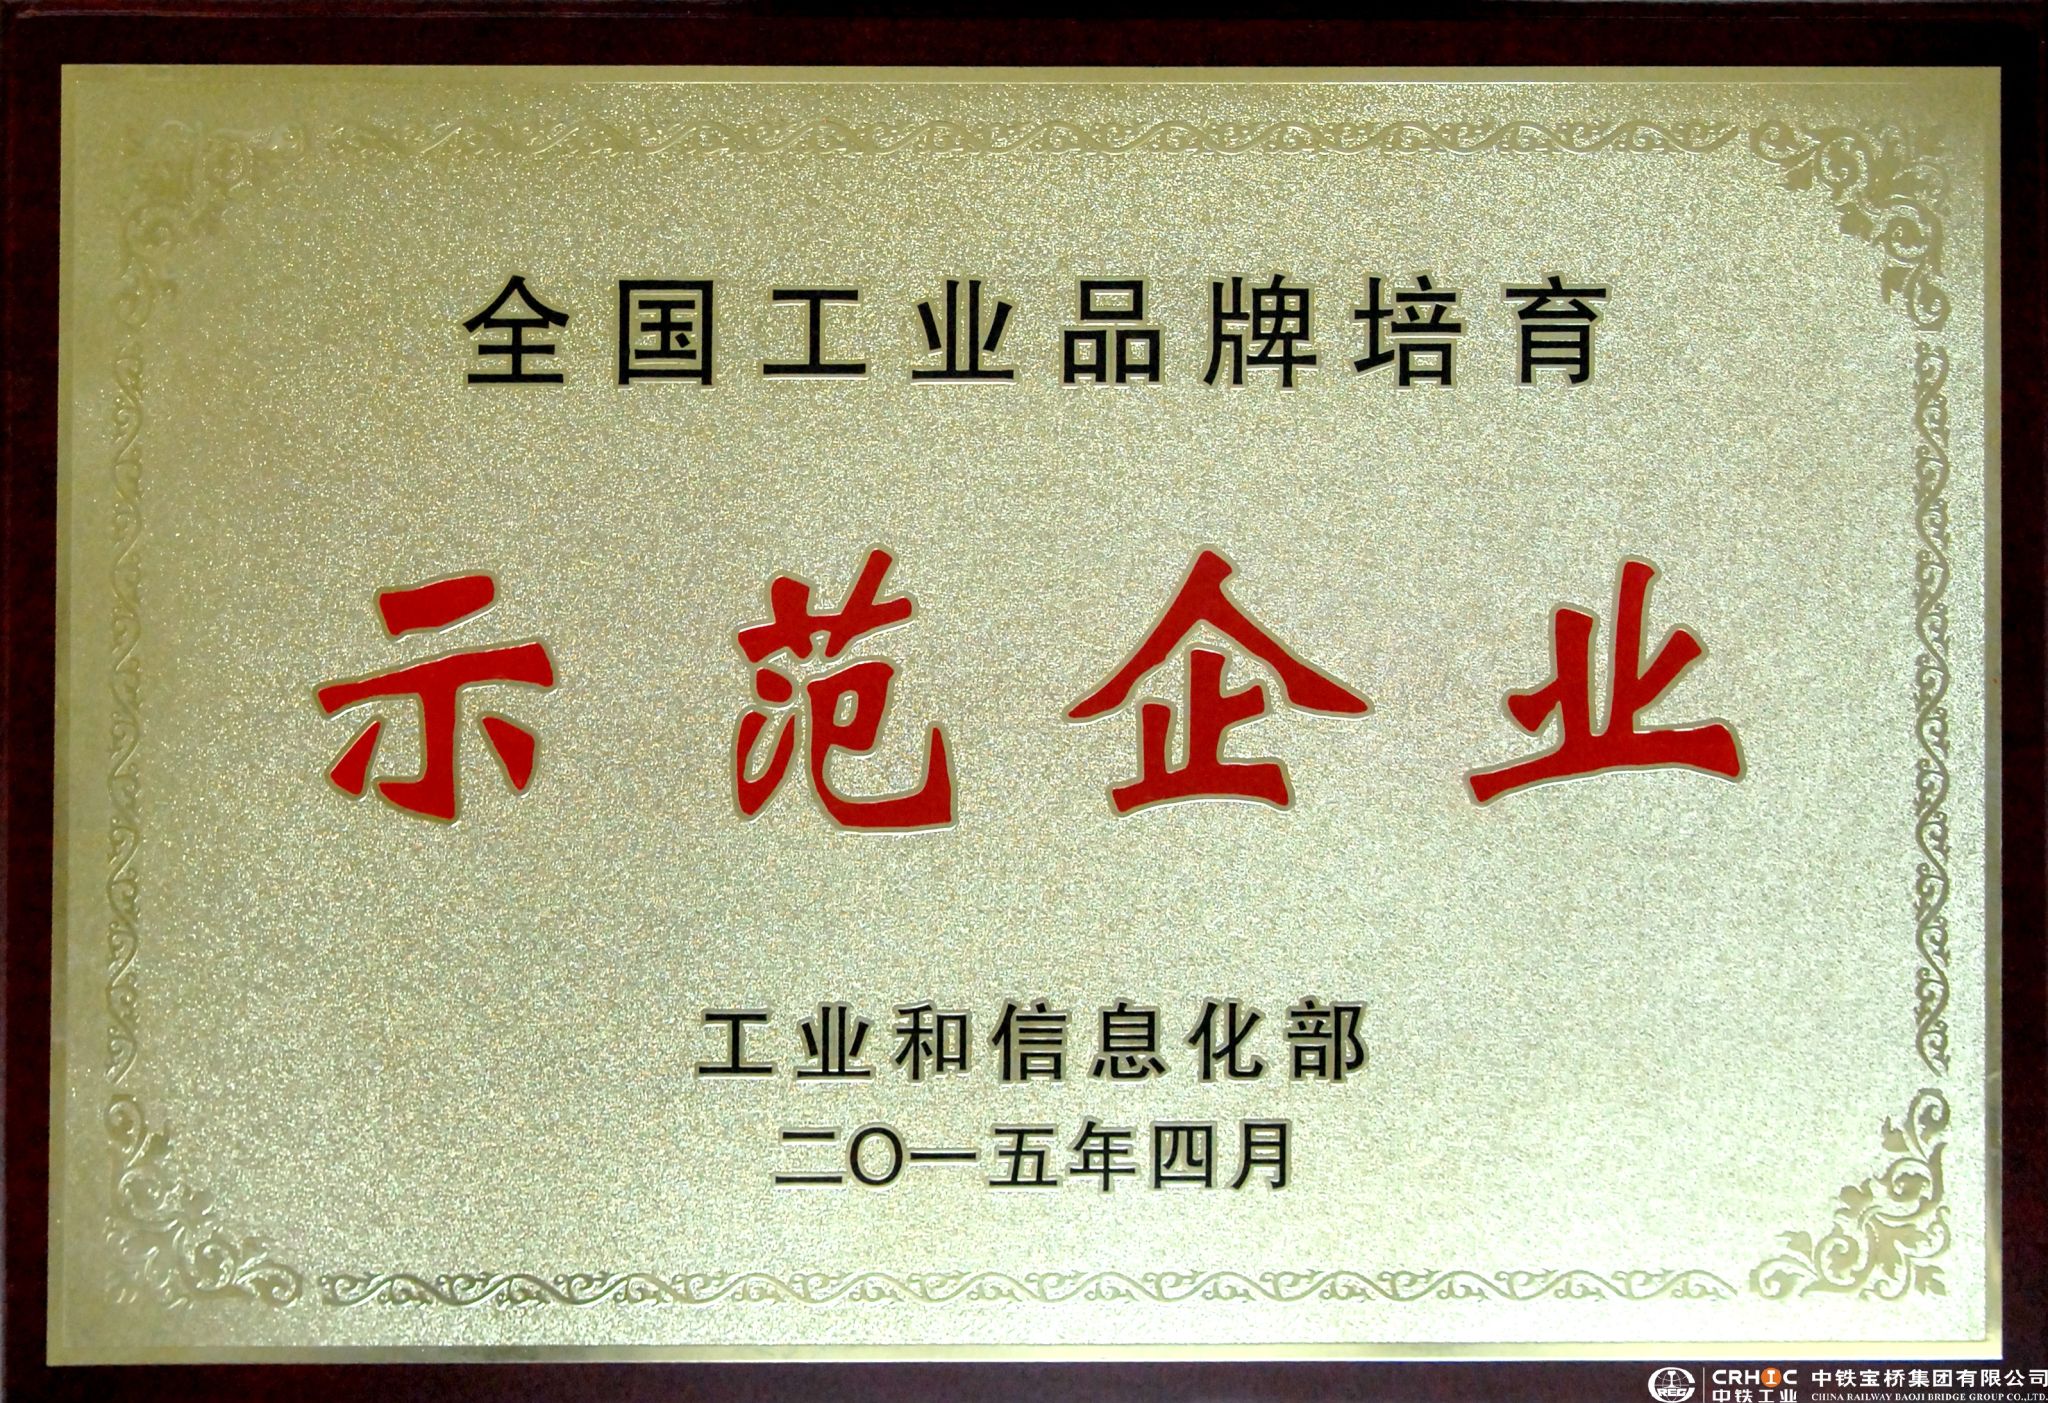 全国工业品牌培育
示范企业
工业和信息化部
二〇一五年四月
CRHIC
中铁工业
中铁宝桥集团有限公司
CHINA RAILWAY BAOJI BRIDGE GROUP CO.,LTD.